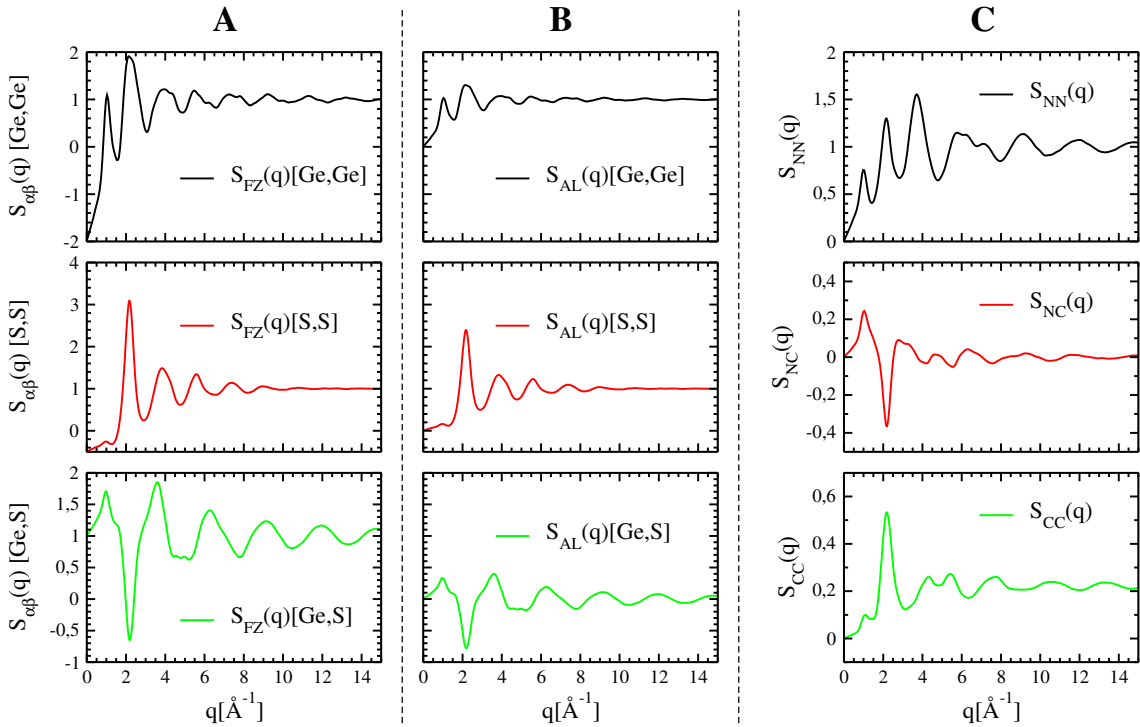 A
B
C
S_αβ(q) [Ge,Ge]
2
1
0
-1
-2
S_FZ(q)[Ge,Ge]
S_AL(q)[Ge,Ge]
S_NN(q)
2
1,5
1
0,5
0
S_NN(q)
S_αβ(q) [S,S]
4
3
2
1
0
S_FZ(q)[S,S]
S_AL(q)[S,S]
S_NC(q)
0,4
0,2
0
-0,2
-0,4
S_NC(q)
S_αβ(q) [Ge,S]
2
1,5
1
0,5
0
-0,5
-1
S_FZ(q)[Ge,S]
S_AL(q)[Ge,S]
S_CC(q)
0,6
0,4
0,2
0
S_CC(q)
0 2 4 6 8 10 12 14
0 2 4 6 8 10 12 14
0 2 4 6 8 10 12 14
q[Å⁻¹]
q[Å⁻¹]
q[Å⁻¹]